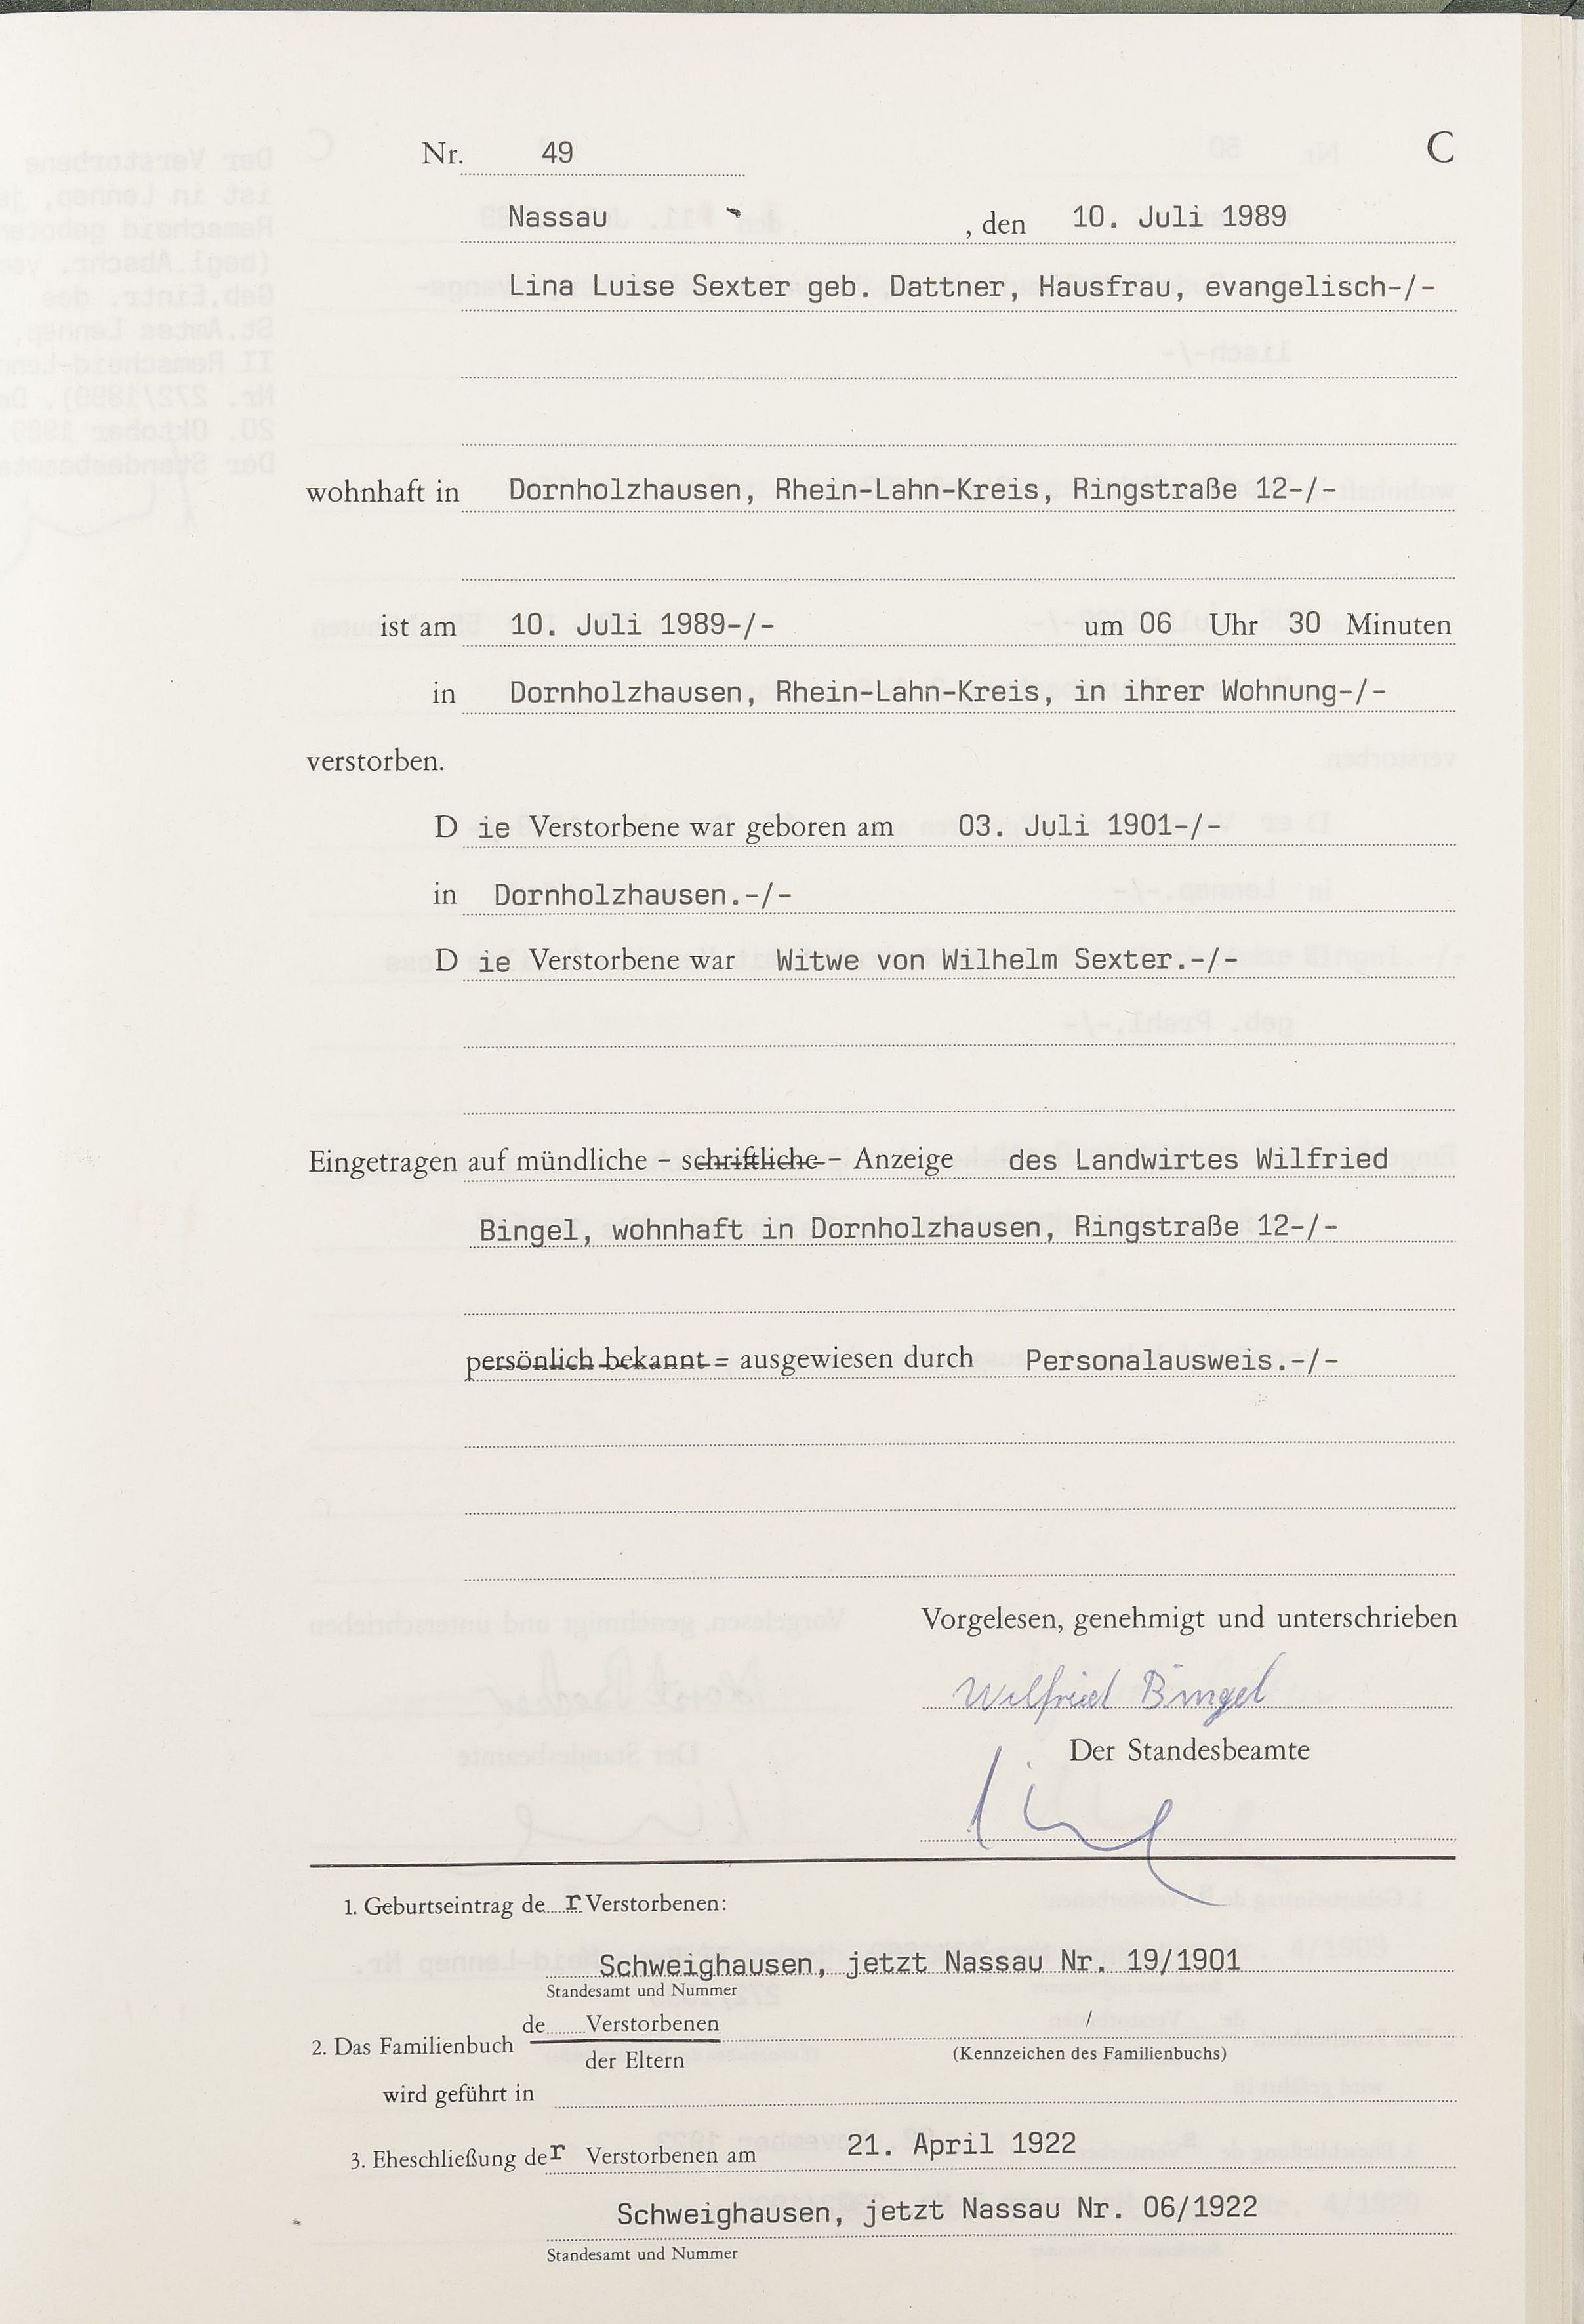 Nr. 49 C
Nassau , den 10. Juli 1989
Lina Luise Sexter geb. Dattner, Hausfrau, evangelisch-/-
wohnhaft in Dornholzhausen, Rhein-Lahn-Kreis, Ringstraße 12-/-
ist am 10. Juli 1989-/- um 06 Uhr 30 Minuten
in Dornholzhausen, Rhein-Lahn-Kreis, in ihrer Wohnung-/-
verstorben.
D ie Verstorbene war geboren am 03. Juli 1901-/-
in Dornholzhausen.-/-
D ie Verstorbene war Witwe von Wilhelm Sexter.-/-
Eingetragen auf mündliche – schriftliche – Anzeige des Landwirtes Wilfried
Bingel, wohnhaft in Dornholzhausen, Ringstraße 12-/-
persönlich bekannt = ausgewiesen durch Personalausweis.-/-
Vorgelesen, genehmigt und unterschrieben
Wilfried Bingel
Der Standesbeamte
1. Geburtseintrag de r Verstorbenen:
Schweighausen, jetzt Nassau Nr. 19/1901
Standesamt und Nummer
de Verstorbenen /
2. Das Familienbuch
der Eltern (Kennzeichen des Familienbuchs)
wird geführt in
3. Eheschließung der Verstorbenen am 21. April 1922
Schweighausen, jetzt Nassau Nr. 06/1922
Standesamt und Nummer